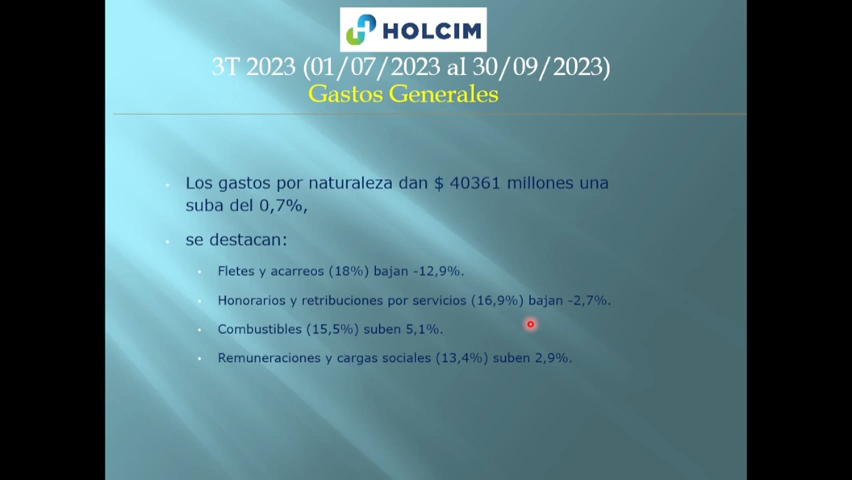 HOLCIM
3T 2023 (01/07/2023 al 30/09/2023)
Gastos Generales
Los gastos por naturaleza dan $ 40361 millones una
suba del 0,7%,
se destacan:
Fletes y acarreos (18%) bajan -12,9%.
Honorarios y retribuciones por servicios (16,9%) bajan -2,7%.
Combustibles (15,5%) suben 5,1%.
Remuneraciones y cargas sociales (13,4%) suben 2,9%.